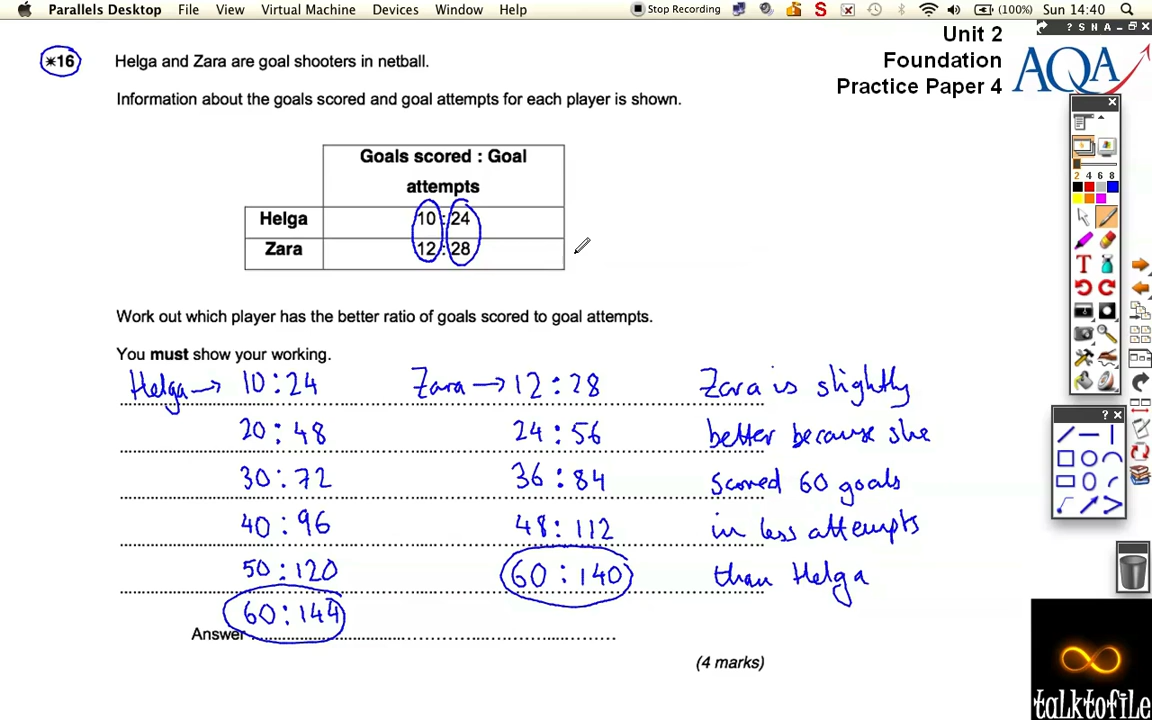 Parallels Desktop File View Virtual Machine Devices Window Help Stop Recording S (100%) Sun 14:40
? S N A
Unit 2
Foundation
Practice Paper 4
AQA
✶16 Helga and Zara are goal shooters in netball.
Information about the goals scored and goal attempts for each player is shown.
Goals scored : Goal
attempts
Helga 10 : 24
Zara 12 : 28
Work out which player has the better ratio of goals scored to goal attempts.
You must show your working.
Helga → 10 : 24 Zara → 12 : 28 Zara is slightly
20 : 48 24 : 56 better because she
30 : 72 36 : 84 scored 60 goals
40 : 96 48 : 112 in less attempts
50 : 120 60 : 140 than Helga
60 : 144
Answer
(4 marks)
2 4 6 8
T
?
talktofile